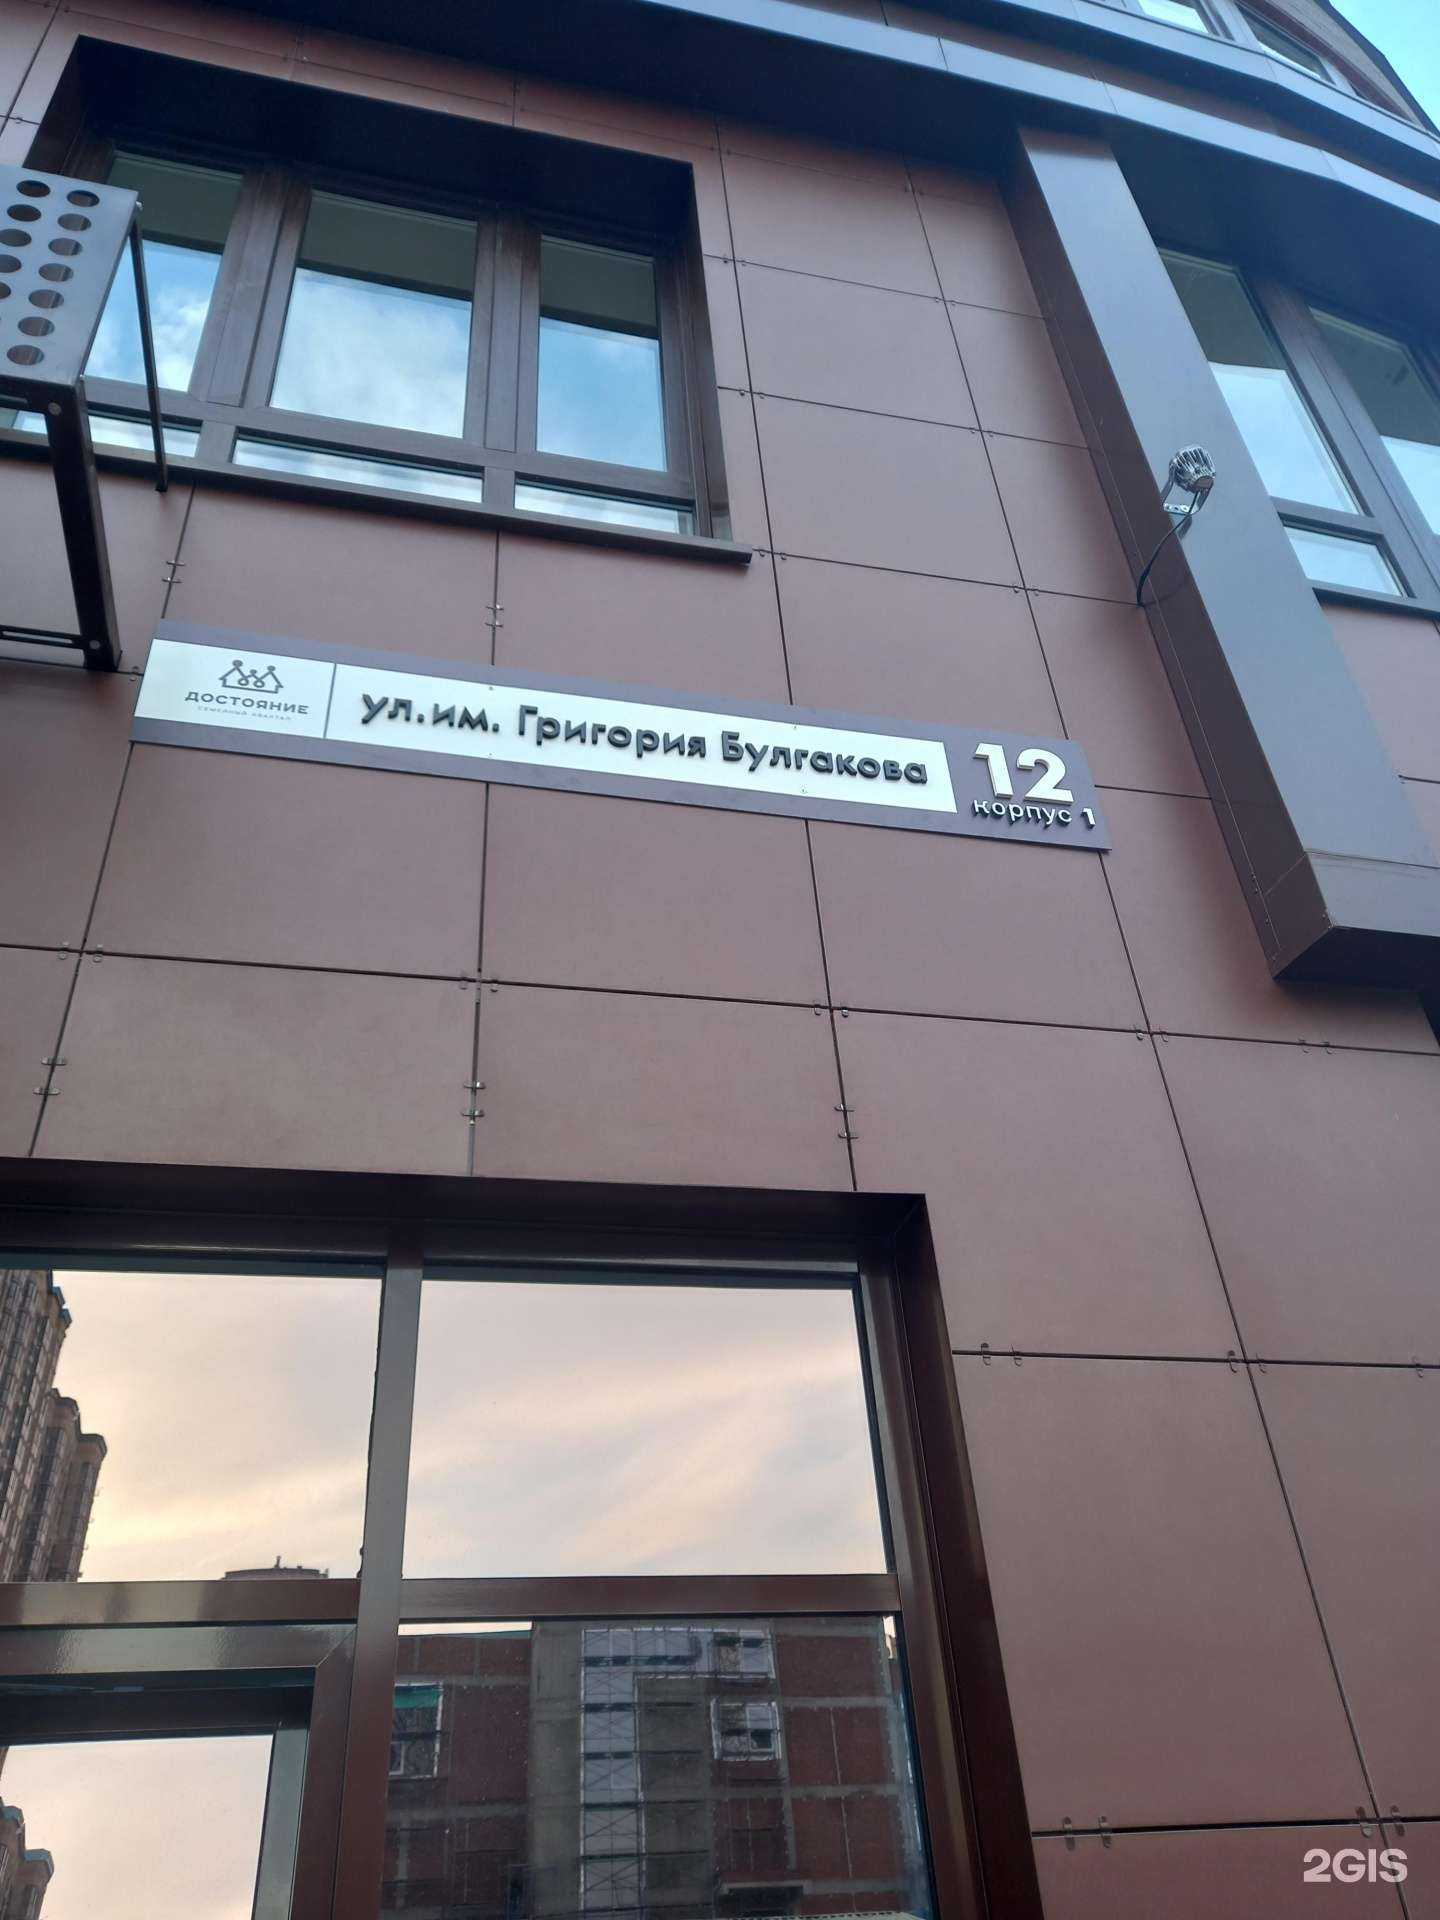 ДОСТОЯНИЕ
СЕМЕЙНЫЙ КВАРТАЛ
ул.им. Григория Булгакова
12
корпус 1
2GIS